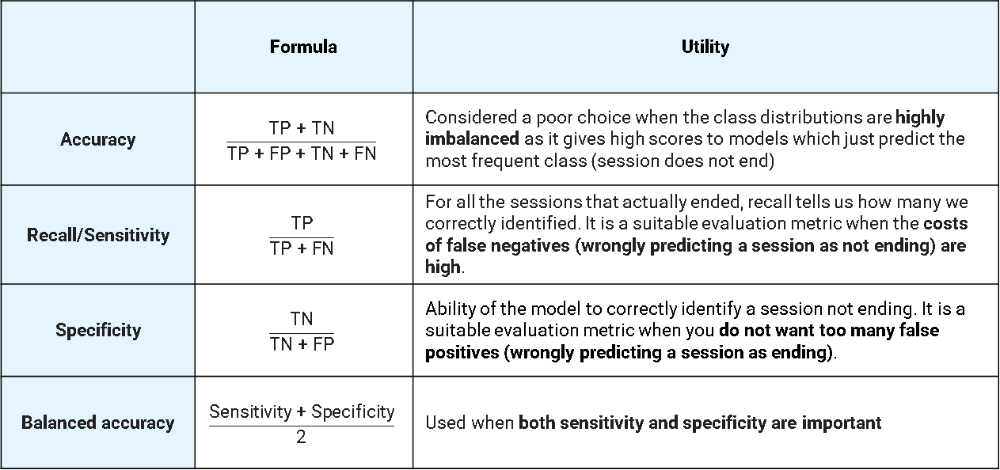 Formula
Utility
Accuracy
TP + TN
TP + FP + TN + FN
Considered a poor choice when the class distributions are highly
imbalanced as it gives high scores to models which just predict the
most frequent class (session does not end)
Recall/Sensitivity
TP
TP + FN
For all the sessions that actually ended, recall tells us how many we
correctly identified. It is a suitable evaluation metric when the costs
of false negatives (wrongly predicting a session as not ending) are
high.
Specificity
TN
TN + FP
Ability of the model to correctly identify a session not ending. It is a
suitable evaluation metric when you do not want too many false
positives (wrongly predicting a session as ending).
Balanced accuracy
Sensitivity + Specificity
2
Used when both sensitivity and specificity are important